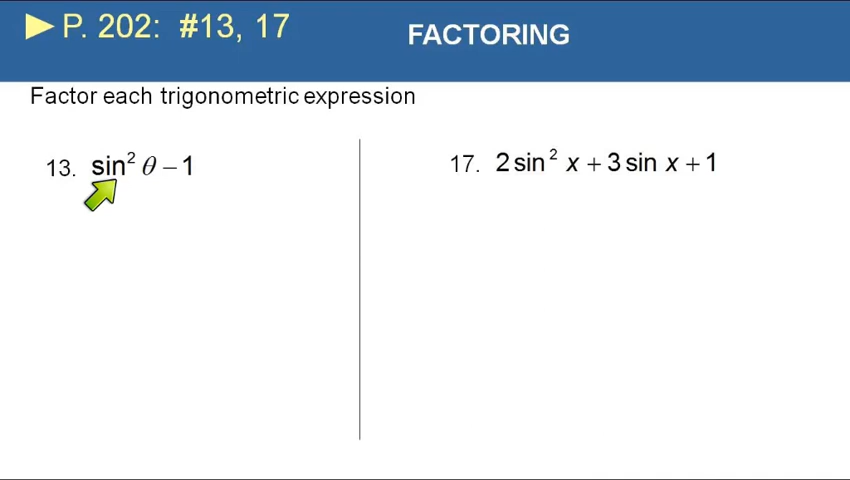 P. 202: #13, 17
FACTORING
Factor each trigonometric expression
13. sin² θ – 1
17. 2 sin² x + 3 sin x + 1